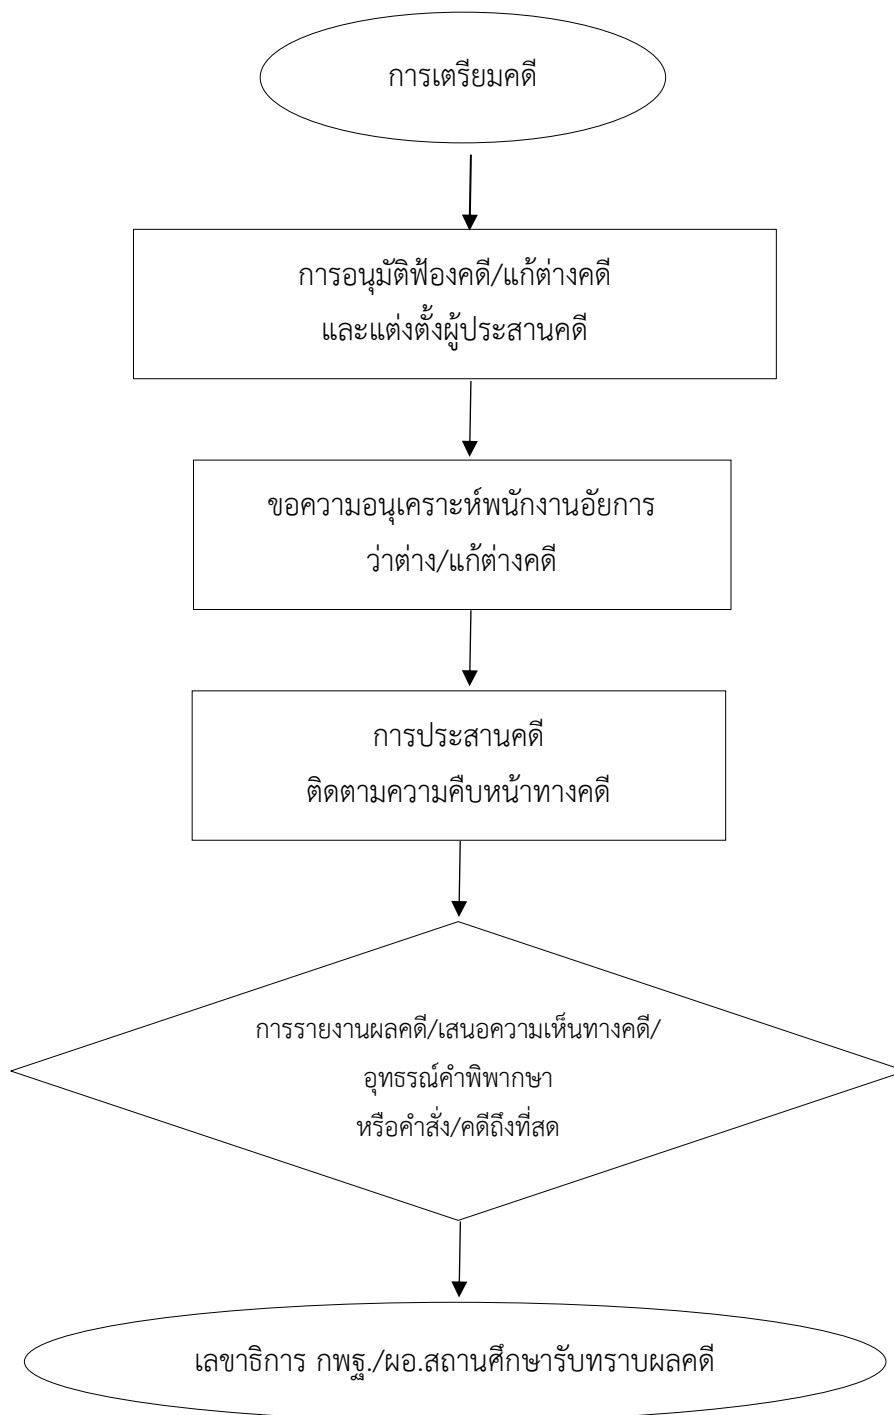 การเตรียมคดี
การอนุมัติฟ้องคดี/แก้ต่างคดี
และแต่งตั้งผู้ประสานคดี
ขอความอนุเคราะห์พนักงานอัยการ
ว่าต่าง/แก้ต่างคดี
การประสานคดี
ติดตามความคืบหน้าทางคดี
การรายงานผลคดี/เสนอความเห็นทางคดี/
อุทธรณ์คำพิพากษา
หรือคำสั่ง/คดีถึงที่สด
เลขาธิการ กพฐ./ผอ.สถานศึกษารับทราบผลคดี